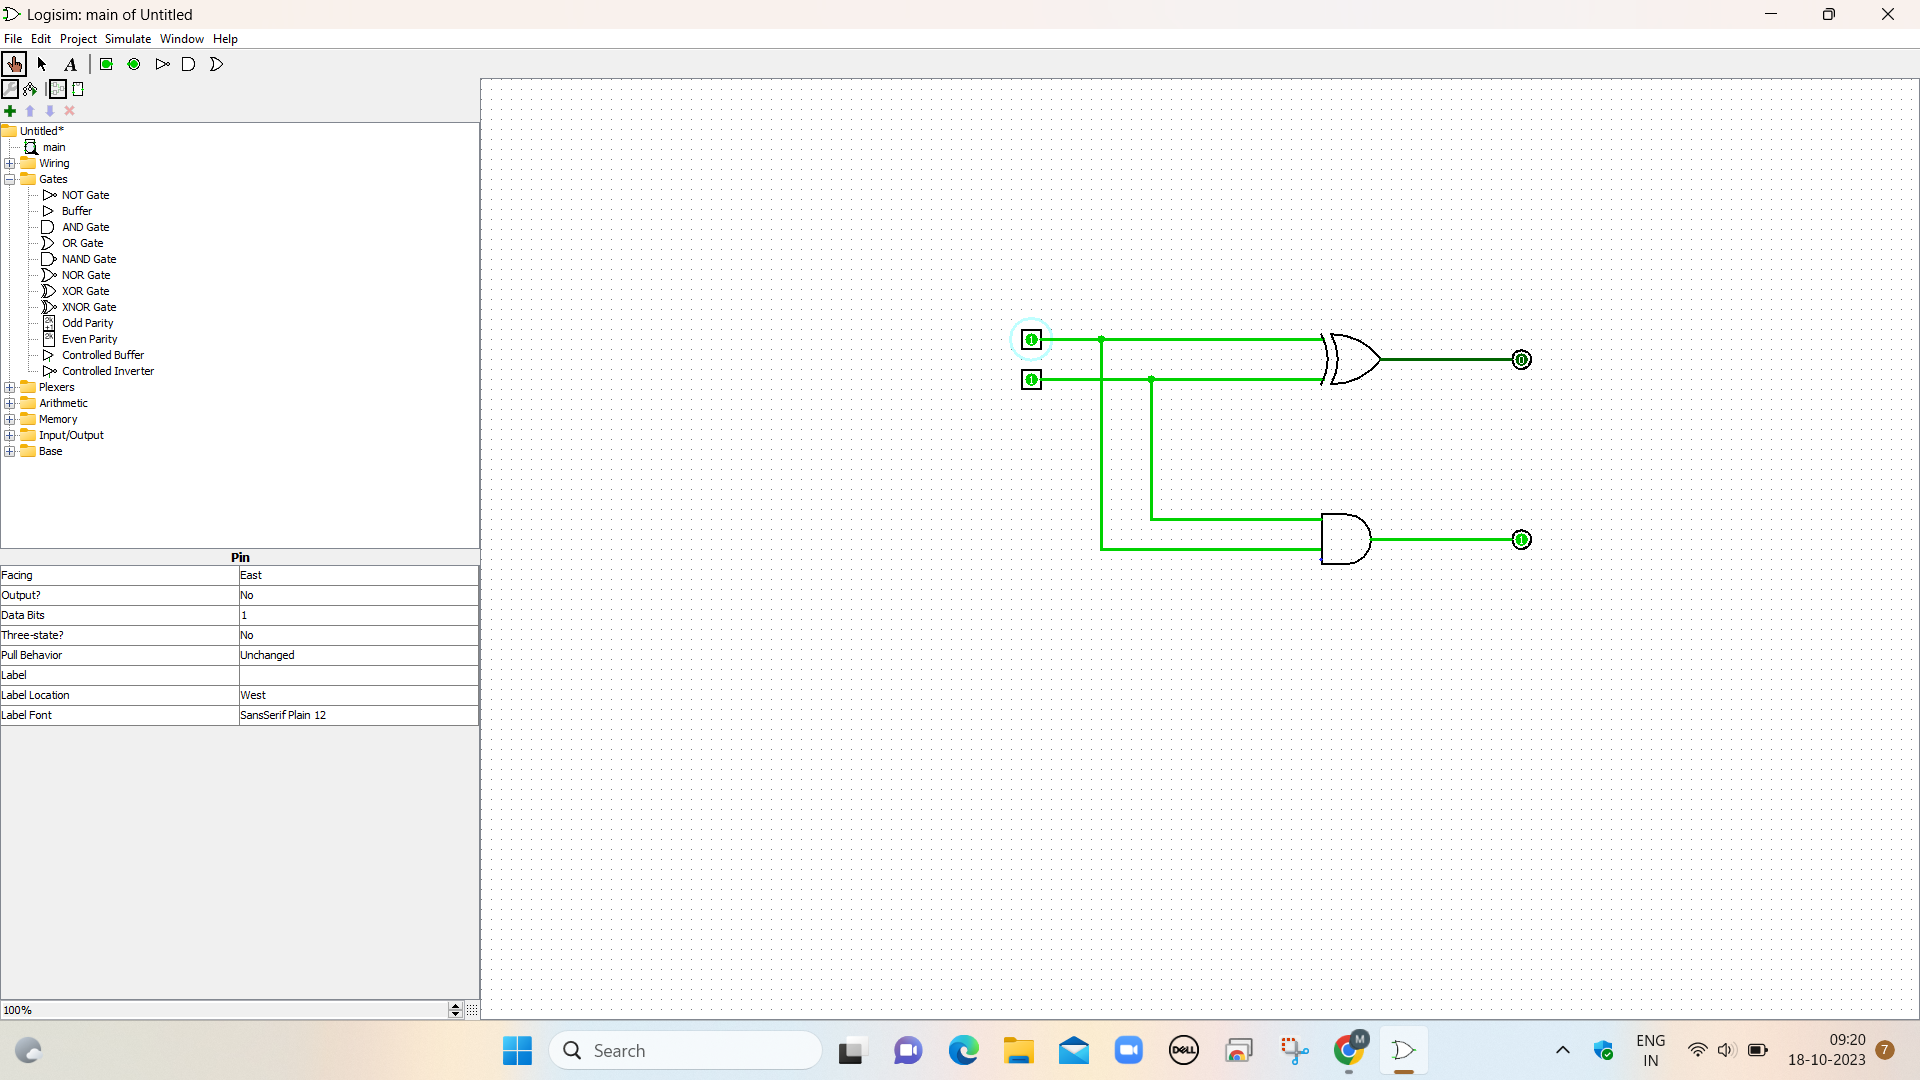 Logisim: main of Untitled
File Edit Project Simulate Window Help
A
Untitled*
main
Wiring
Gates
NOT Gate
Buffer
AND Gate
OR Gate
NAND Gate
NOR Gate
XOR Gate
XNOR Gate
2k+1 Odd Parity
2k Even Parity
Controlled Buffer
Controlled Inverter
Plexers
Arithmetic
Memory
Input/Output
Base
1
1
0
1
Pin
Facing East
Output? No
Data Bits 1
Three-state? No
Pull Behavior Unchanged
Label
Label Location West
Label Font SansSerif Plain 12
100%
Search
DELL
M
ENG
IN
09:20
18-10-2023
7